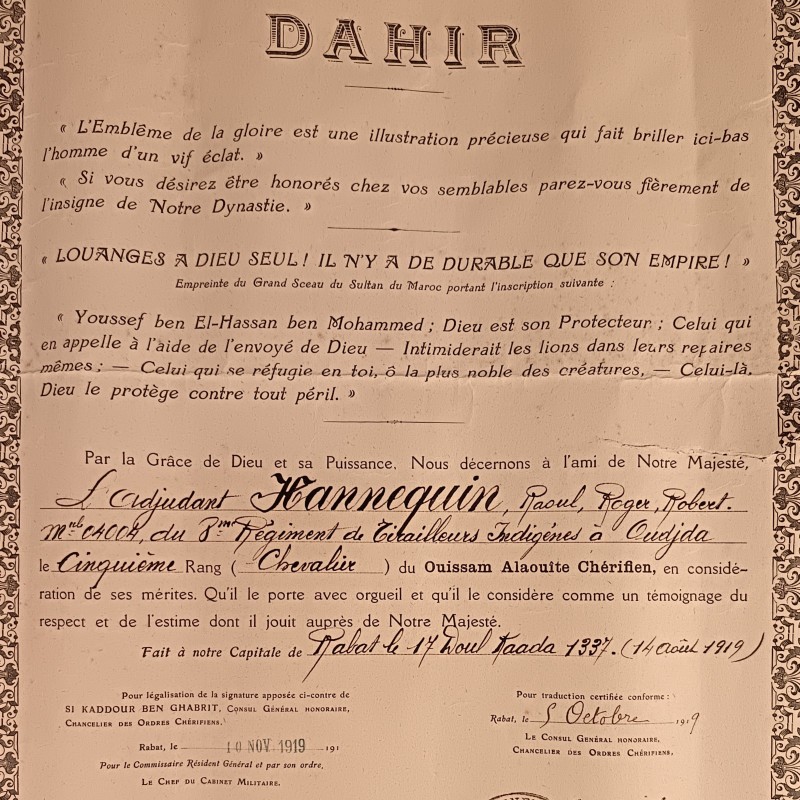 DAHIR
« L'Emblême de la gloire est une illustration précieuse qui fait briller ici-bas
l'homme d'un vif éclat. »
« Si vous désirez être honorés chez vos semblables parez-vous fièrement de
l'insigne de Notre Dynastie. »
« LOUANGES A DIEU SEUL ! IL N'Y A DE DURABLE QUE SON EMPIRE ! »
Empreinte du Grand Sceau du Sultan du Maroc portant l'inscription suivante :
« Youssef ben El-Hassan ben Mohammed ; Dieu est son Protecteur ; Celui qui
en appelle à l'aide de l'envoyé de Dieu — Intimiderait les lions dans leurs repaires
mêmes ; — Celui qui se réfugie en toi, ô la plus noble des créatures, — Celui-là,
Dieu le protège contre tout péril. »
Par la Grâce de Dieu et sa Puissance. Nous décernons à l'ami de Notre Majesté,
L'Adjudant Hannequin, Raoul, Roger, Robert.
Mle 04004, du 8me Régiment de Tirailleurs Indigénes à Oudjda
le Cinquiéme Rang ( Chevalier ) du Ouissam Alaouîte Chérifien, en considé-
ration de ses mérites. Qu'il le porte avec orgueil et qu'il le considère comme un témoignage du
respect et de l'estime dont il jouit auprès de Notre Majesté.
Fait à notre Capitale de Rabat le 17 Doul Kaada 1337. (14 août 1919)
Pour légalisation de la signature apposée ci-contre de
SI KADDOUR BEN GHABRIT, CONSUL GÉNÉRAL HONORAIRE,
CHANCELIER DES ORDRES CHÉRIFIENS.
Rabat, le 10 NOV 1919 191
Pour le Commissaire Résident Général et par son ordre,
LE CHEF DU CABINET MILITAIRE.
Pour traduction certifiée conforme :
Rabat, le 5 Octobre 1919
LE CONSUL GÉNÉRAL HONORAIRE,
CHANCELIER DES ORDRES CHÉRIFIENS,